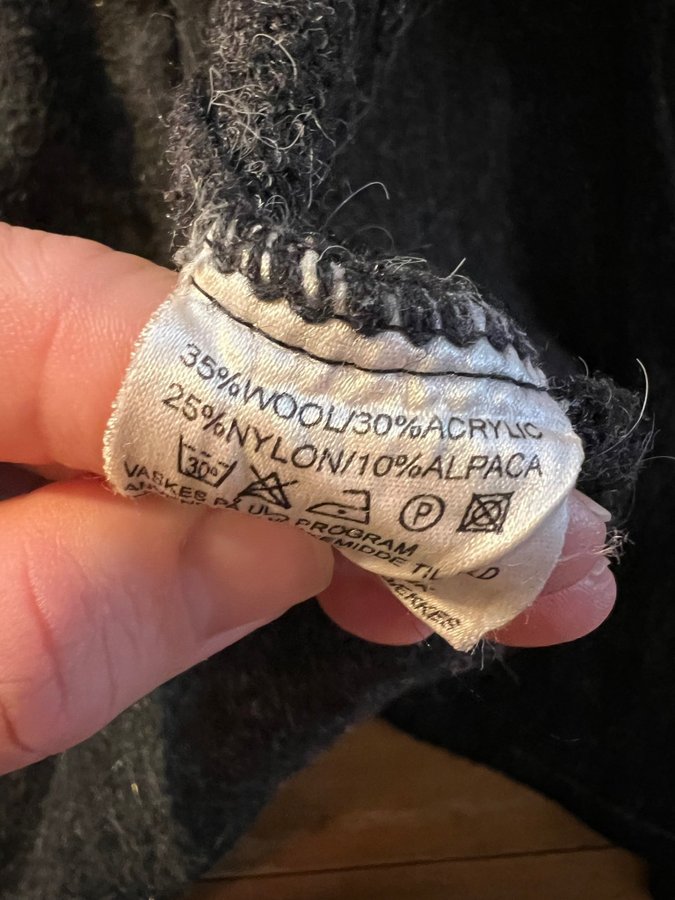 35%WOOL/30%ACRYLIC
25%NYLON/10%ALPACA
30°
P
VASKES PÅ ULD PROGRAM